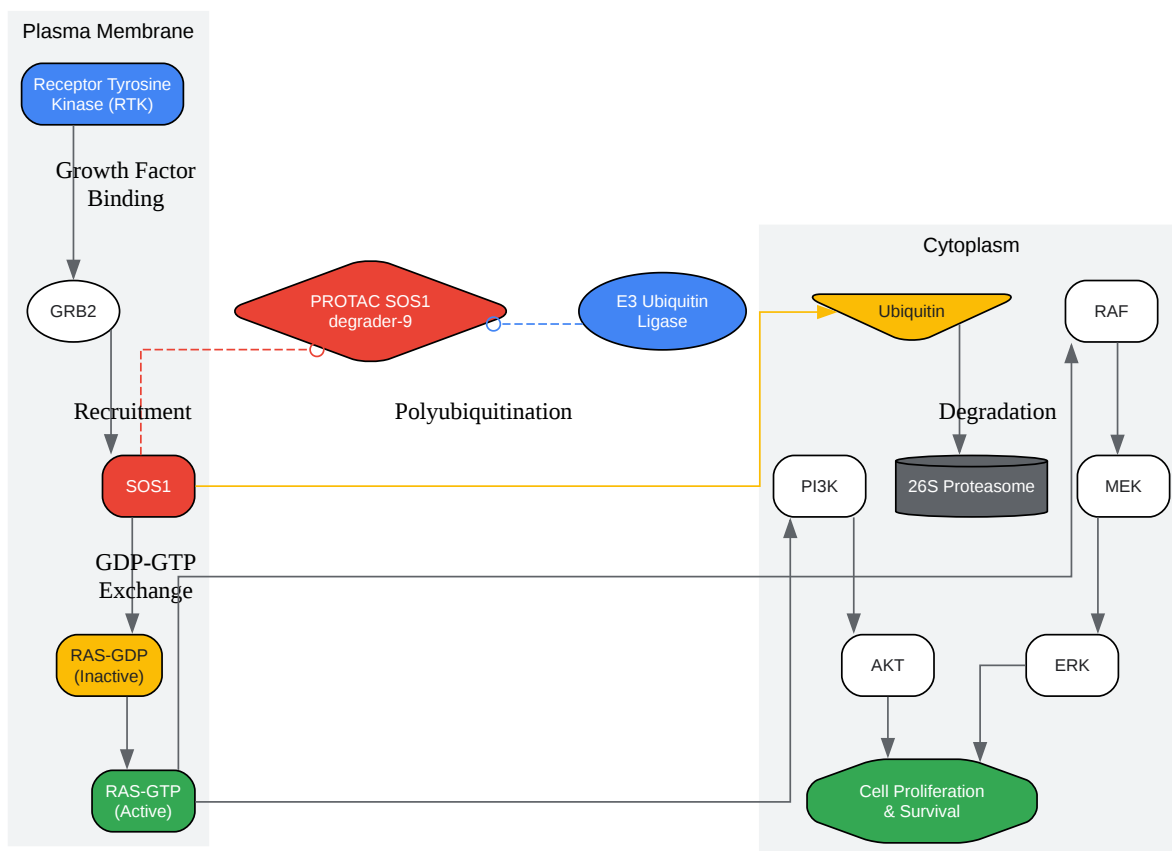 Plasma Membrane
Receptor Tyrosine
Kinase (RTK)
Growth Factor
Binding
GRB2
Recruitment
SOS1
GDP-GTP
Exchange
RAS-GDP
(Inactive)
RAS-GTP
(Active)
PROTAC SOS1
degrader-9
E3 Ubiquitin
Ligase
Polyubiquitination
Cytoplasm
Ubiquitin
RAF
Degradation
PI3K
26S Proteasome
MEK
AKT
ERK
Cell Proliferation
& Survival